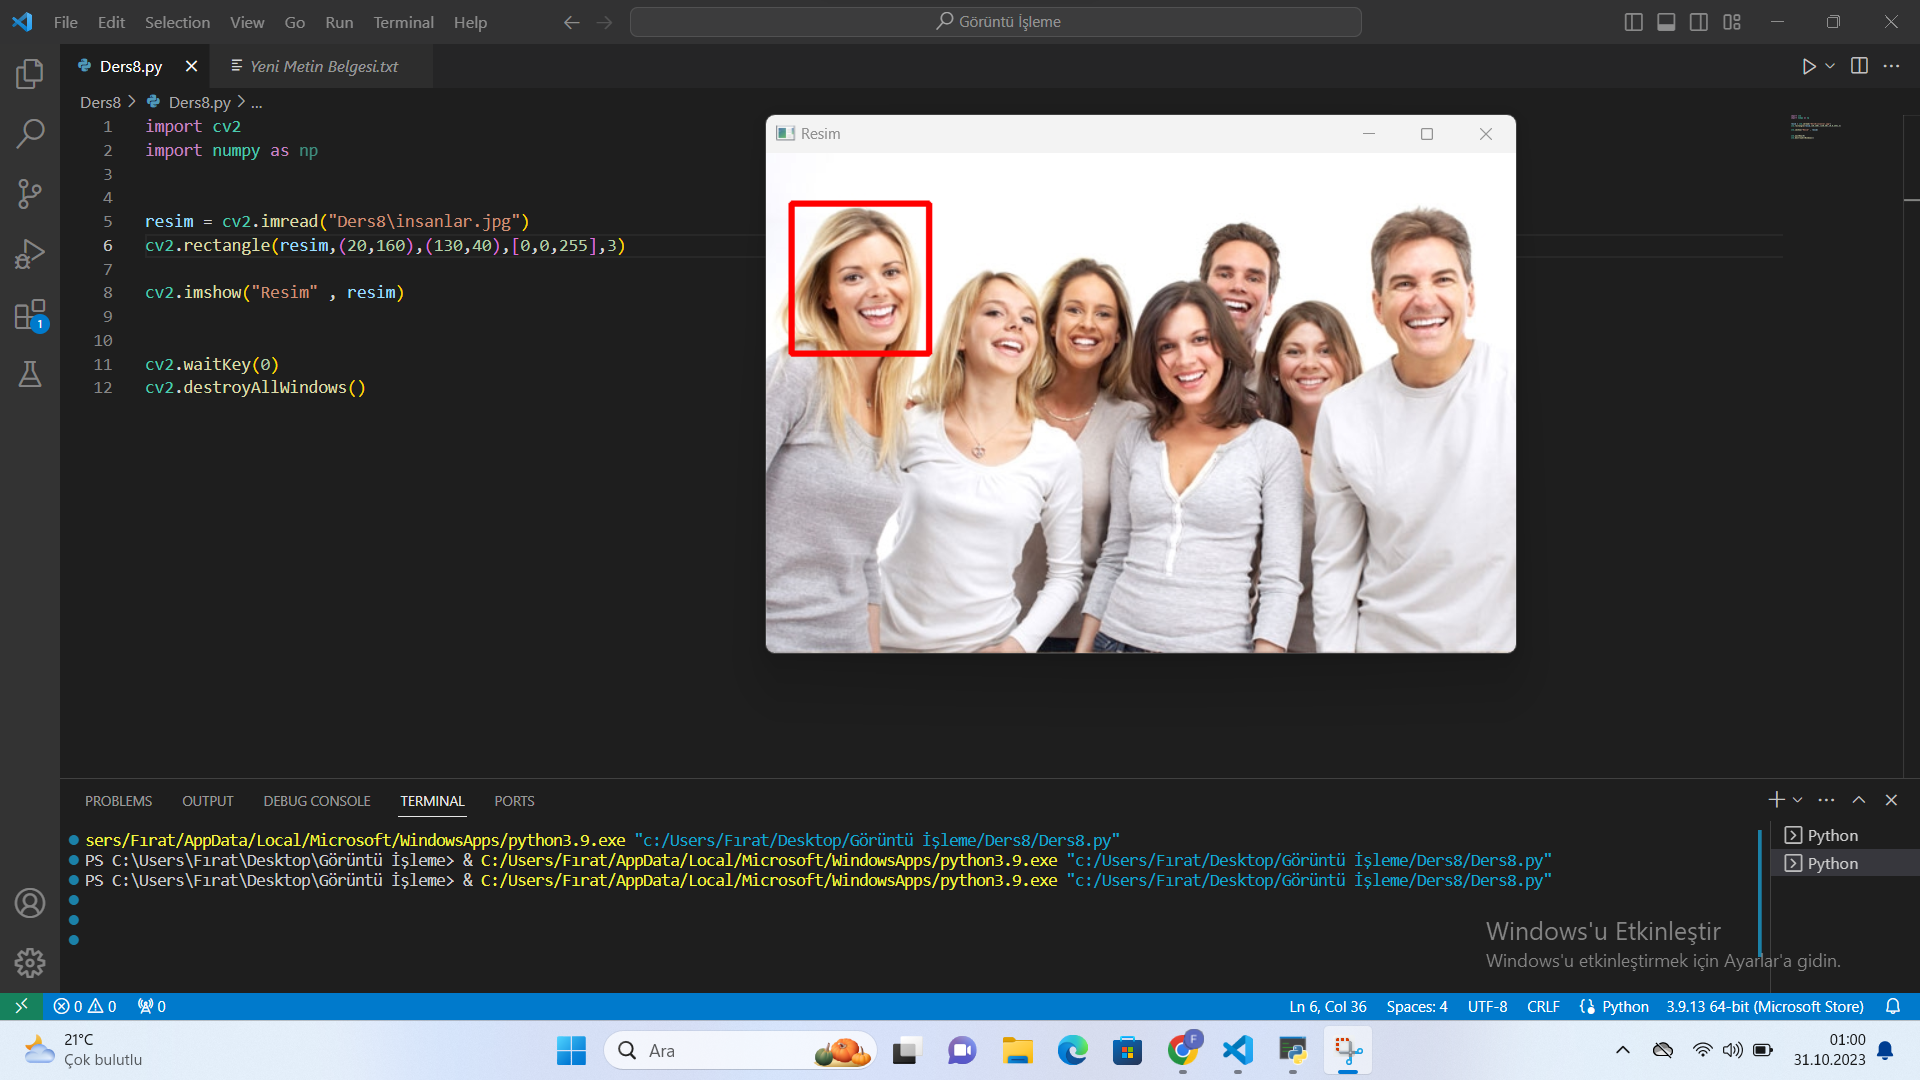 File Edit Selection View Go Run Terminal Help
Görüntü İşleme
Ders8.py
Yeni Metin Belgesi.txt
Ders8 > Ders8.py > ...
1 import cv2
2 import numpy as np
3
4
5 resim = cv2.imread("Ders8\insanlar.jpg")
6 cv2.rectangle(resim,(20,160),(130,40),[0,0,255],3)
7
8 cv2.imshow("Resim" , resim)
9
10
11 cv2.waitKey(0)
12 cv2.destroyAllWindows()
Resim
1
PROBLEMS OUTPUT DEBUG CONSOLE TERMINAL PORTS
sers/Fırat/AppData/Local/Microsoft/WindowsApps/python3.9.exe "c:/Users/Fırat/Desktop/Görüntü İşleme/Ders8/Ders8.py"
PS C:\Users\Fırat\Desktop\Görüntü İşleme> & C:/Users/Fırat/AppData/Local/Microsoft/WindowsApps/python3.9.exe "c:/Users/Fırat/Desktop/Görüntü İşleme/Ders8/Ders8.py"
PS C:\Users\Fırat\Desktop\Görüntü İşleme> & C:/Users/Fırat/AppData/Local/Microsoft/WindowsApps/python3.9.exe "c:/Users/Fırat/Desktop/Görüntü İşleme/Ders8/Ders8.py"
Python
Python
Windows'u Etkinleştir
Windows'u etkinleştirmek için Ayarlar'a gidin.
0 0 0
Ln 6, Col 36 Spaces: 4 UTF-8 CRLF Python 3.9.13 64-bit (Microsoft Store)
21°C
Çok bulutlu
Ara
F
01:00
31.10.2023